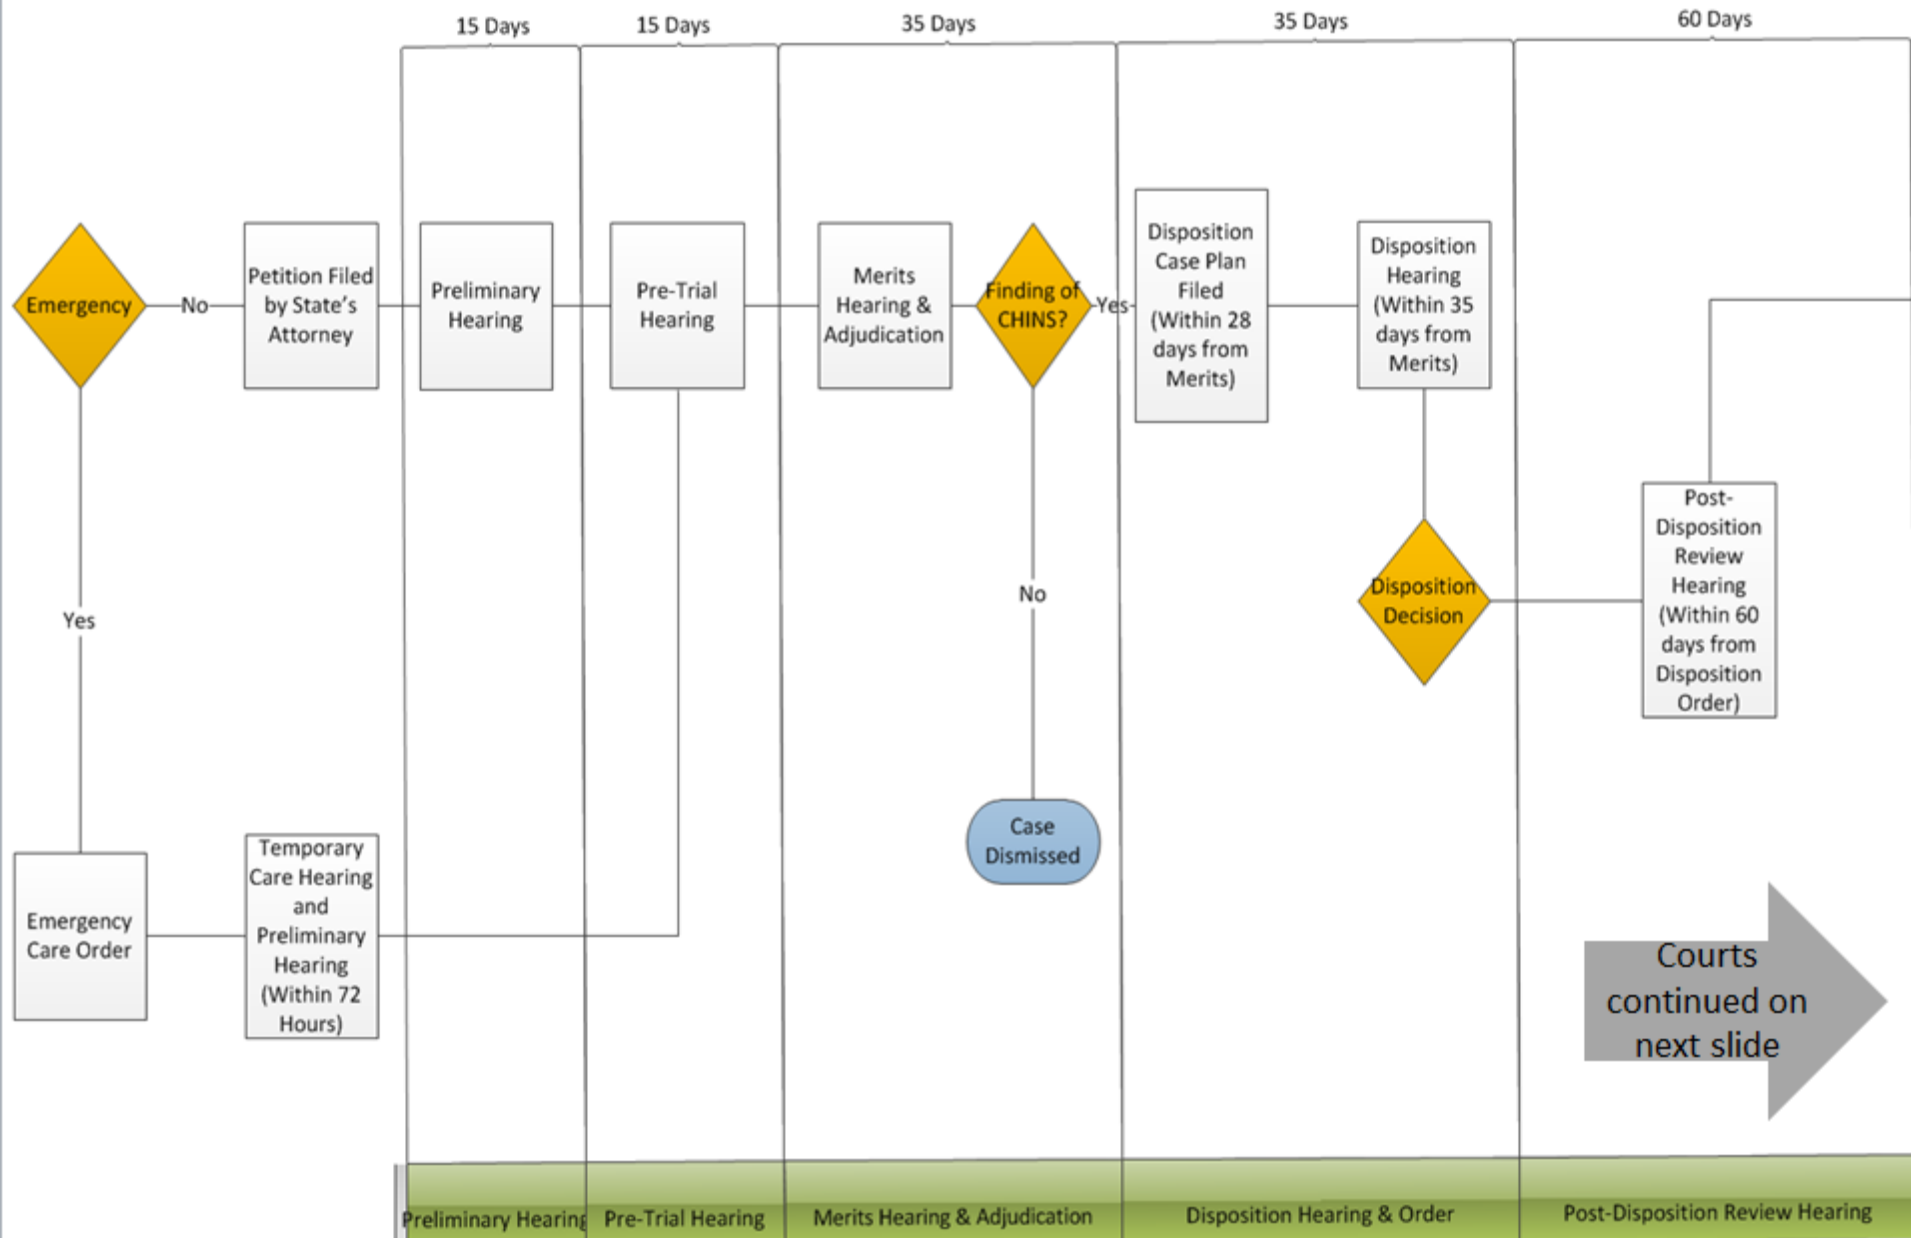 15 Days
15 Days
35 Days
35 Days
60 Days
Emergency
No
Petition Filed
by State's
Attorney
Preliminary
Hearing
Pre-Trial
Hearing
Merits
Hearing &
Adjudication
Finding of
CHINS?
Yes
Disposition
Case Plan
Filed
(Within 28
days from
Merits)
Disposition
Hearing
(Within 35
days from
Merits)
Yes
No
Disposition
Decision
Post-
Disposition
Review
Hearing
(Within 60
days from
Disposition
Order)
Emergency
Care Order
Temporary
Care Hearing
and
Preliminary
Hearing
(Within 72
Hours)
Case
Dismissed
Courts
continued on
next slide
Preliminary Hearing
Pre-Trial Hearing
Merits Hearing & Adjudication
Disposition Hearing & Order
Post-Disposition Review Hearing